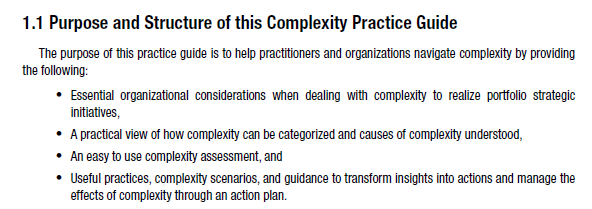 1.1 Purpose and Structure of this Complexity Practice Guide
The purpose of this practice guide is to help practitioners and organizations navigate complexity by providing
the following:
• Essential organizational considerations when dealing with complexity to realize portfolio strategic
initiatives,
• A practical view of how complexity can be categorized and causes of complexity understood,
• An easy to use complexity assessment, and
• Useful practices, complexity scenarios, and guidance to transform insights into actions and manage the
effects of complexity through an action plan.